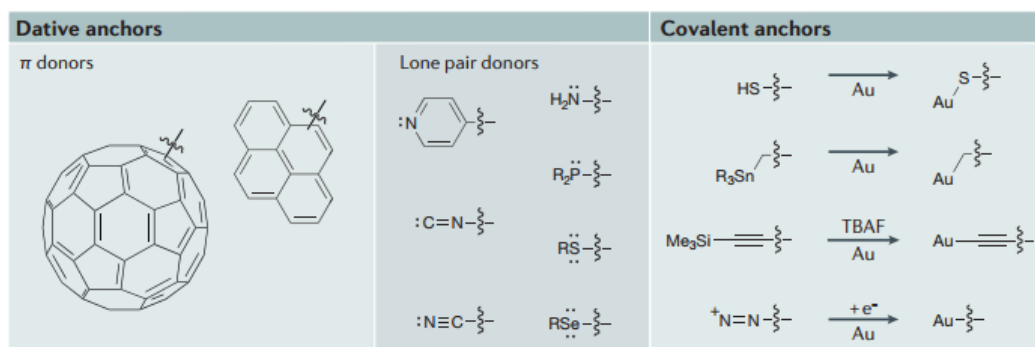 Dative anchors
Covalent anchors
π donors
Lone pair donors
:N
H₂N̈
R₂P̈
:C=N
RS̈
:N≡C
RSë
HS
Au
S
Au
R₃Sn
Au
Au
Me₃Si
TBAF
Au
Au
⁺N=N
+e⁻
Au
Au